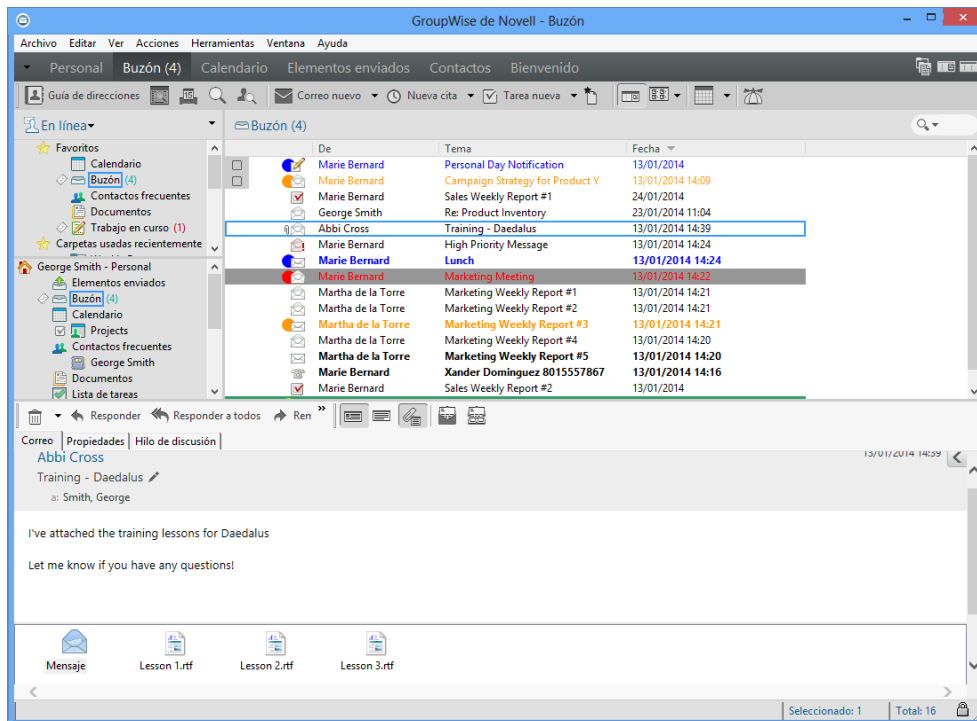 GroupWise de Novell - Buzón
Archivo Editar Ver Acciones Herramientas Ventana Ayuda
Personal Buzón (4) Calendario Elementos enviados Contactos Bienvenido
Guía de direcciones 15 Correo nuevo Nueva cita Tarea nueva
En línea
Favoritos
Calendario
Buzón (4)
Contactos frecuentes
Documentos
Trabajo en curso (1)
Carpetas usadas recientemente
George Smith - Personal
Elementos enviados
Buzón (4)
Calendario
Projects
Contactos frecuentes
George Smith
Documentos
Lista de tareas
Buzón (4)
De Tema Fecha
Marie Bernard Personal Day Notification 13/01/2014
Marie Bernard Campaign Strategy for Product Y 13/01/2014 14:09
Marie Bernard Sales Weekly Report #1 24/01/2014
George Smith Re: Product Inventory 23/01/2014 11:04
Abbi Cross Training - Daedalus 13/01/2014 14:39
Marie Bernard High Priority Message 13/01/2014 14:24
Marie Bernard Lunch 13/01/2014 14:24
Marie Bernard Marketing Meeting 13/01/2014 14:22
Martha de la Torre Marketing Weekly Report #1 13/01/2014 14:21
Martha de la Torre Marketing Weekly Report #2 13/01/2014 14:21
Martha de la Torre Marketing Weekly Report #3 13/01/2014 14:21
Martha de la Torre Marketing Weekly Report #4 13/01/2014 14:20
Martha de la Torre Marketing Weekly Report #5 13/01/2014 14:20
Marie Bernard Xander Dominguez 8015557867 13/01/2014 14:16
Marie Bernard Sales Weekly Report #2 13/01/2014
Responder Responder a todos Ren »
Correo Propiedades Hilo de discusión
Abbi Cross 13/01/2014 14:39
Training - Daedalus
a: Smith, George
I've attached the training lessons for Daedalus
Let me know if you have any questions!
Mensaje Lesson 1.rtf Lesson 2.rtf Lesson 3.rtf
Seleccionado: 1 Total: 16